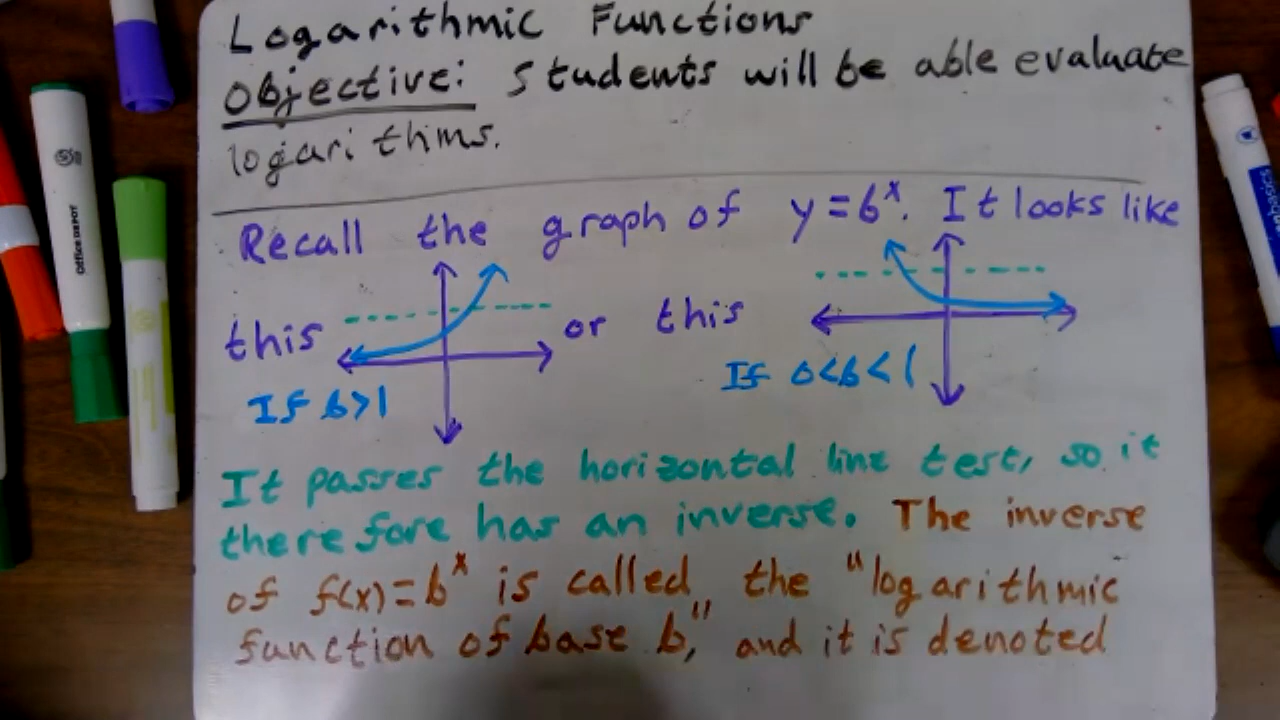 Logarithmic Functions
Objective: Students will be able evaluate
logarithms.
Recall the graph of y=b^x. It looks like
this or this
If b>1
If 0<b<1
It passes the horizontal line test, so it
therefore has an inverse. The inverse
of f(x)=b^x is called the "logarithmic
function of base b," and it is denoted
OFFICE DEPOT